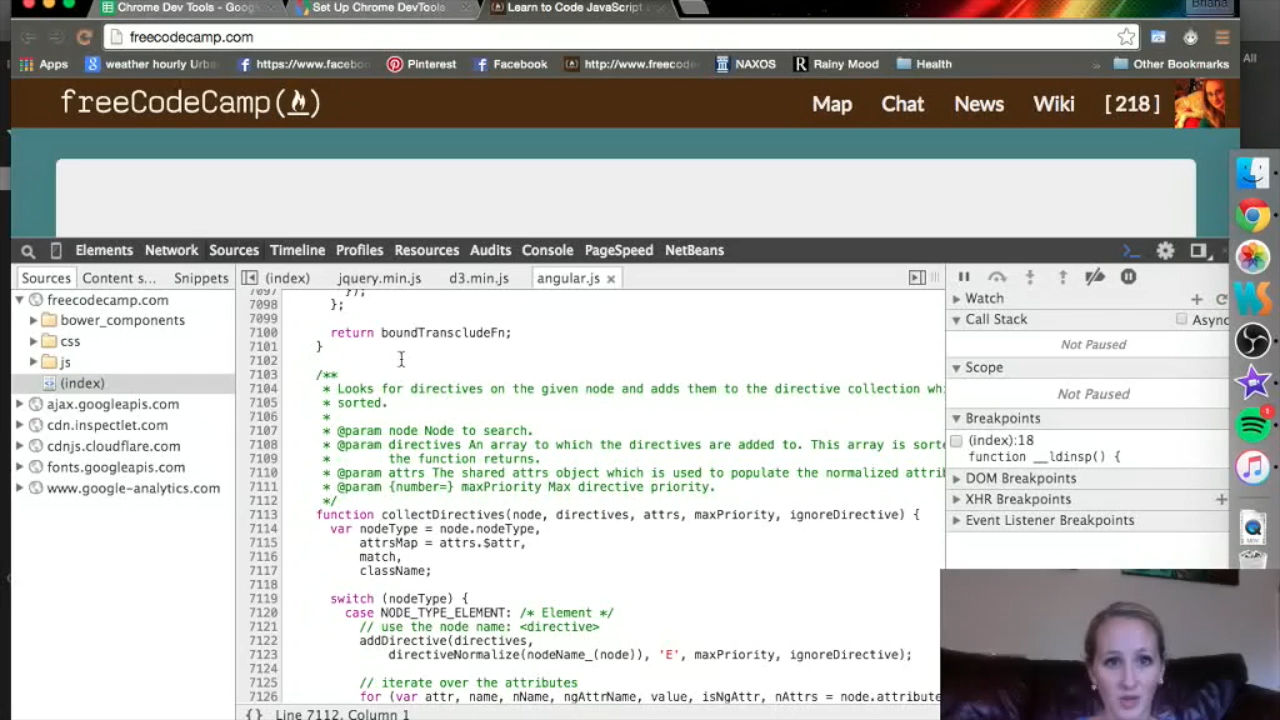 Chrome Dev Tools - Goog
Set Up Chrome DevTools
Learn to Code JavaScript
Briana
freecodecamp.com
Apps
weather hourly Urb
https://www.facebo
Pinterest
Facebook
http://www.freecod
NAXOS
Rainy Mood
Health
»
Other Bookmarks
All
freeCodeCamp( )
Map
Chat
News
Wiki
[ 218 ]
Elements Network Sources Timeline Profiles Resources Audits Console PageSpeed NetBeans
Sources
Content s...
Snippets
(index)
jquery.min.js
d3.min.js
angular.js ×
freecodecamp.com
bower_components
css
js
(index)
ajax.googleapis.com
cdn.inspectlet.com
cdnjs.cloudflare.com
fonts.googleapis.com
www.google-analytics.com
7097 });
7098 };
7099
7100 return boundTranscludeFn;
7101 }
7102
7103 /**
7104 * Looks for directives on the given node and adds them to the directive collection whi
7105 * sorted.
7106 *
7107 * @param node Node to search.
7108 * @param directives An array to which the directives are added to. This array is sorte
7109 * the function returns.
7110 * @param attrs The shared attrs object which is used to populate the normalized attrib
7111 * @param {number=} maxPriority Max directive priority.
7112 */
7113 function collectDirectives(node, directives, attrs, maxPriority, ignoreDirective) {
7114 var nodeType = node.nodeType,
7115 attrsMap = attrs.$attr,
7116 match,
7117 className;
7118
7119 switch (nodeType) {
7120 case NODE_TYPE_ELEMENT: /* Element */
7121 // use the node name: <directive>
7122 addDirective(directives,
7123 directiveNormalize(nodeName_(node)), 'E', maxPriority, ignoreDirective);
7124
7125 // iterate over the attributes
7126 for (var attr, name, nName, ngAttrName, value, isNgAttr, nAttrs = node.attribute
{} Line 7112, Column 1
Watch
Call Stack
Async
Not Paused
Scope
Not Paused
Breakpoints
(index):18
function __ldinsp() {
DOM Breakpoints
XHR Breakpoints
Event Listener Breakpoints
1